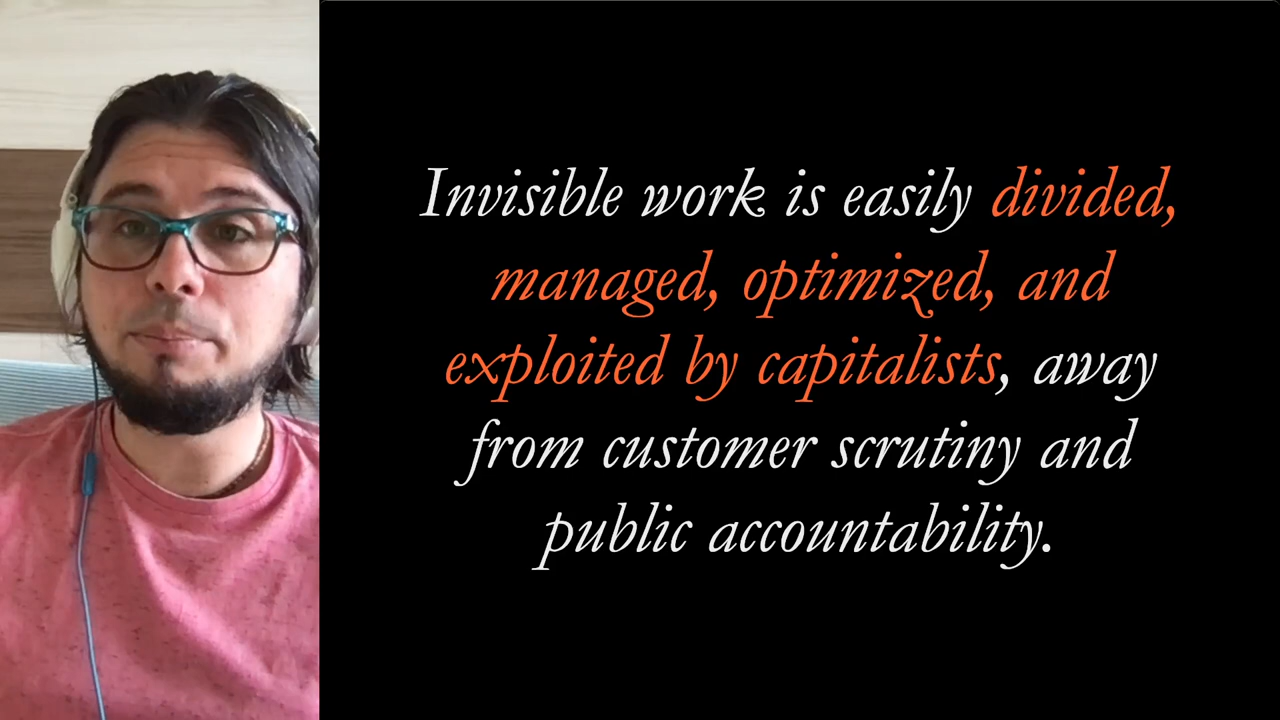 Invisible work is easily divided,
managed, optimized, and
exploited by capitalists, away
from customer scrutiny and
public accountability.